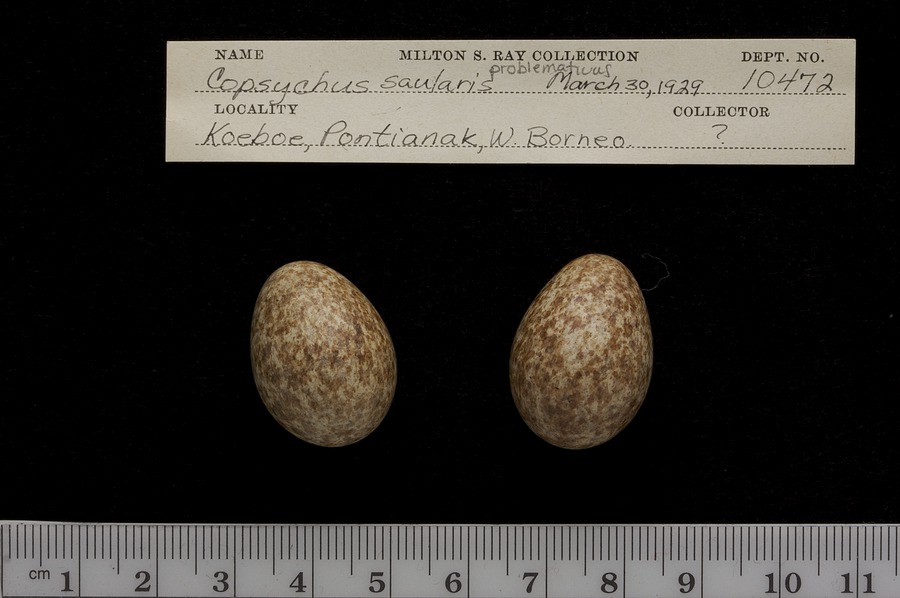 NAME MILTON S. RAY COLLECTION DEPT. NO.
problematicus
Copsychus saularis March 30, 1929 10472
LOCALITY COLLECTOR
Koeboe, Pontianak, W. Borneo. ?
cm 1 2 3 4 5 6 7 8 9 10 11